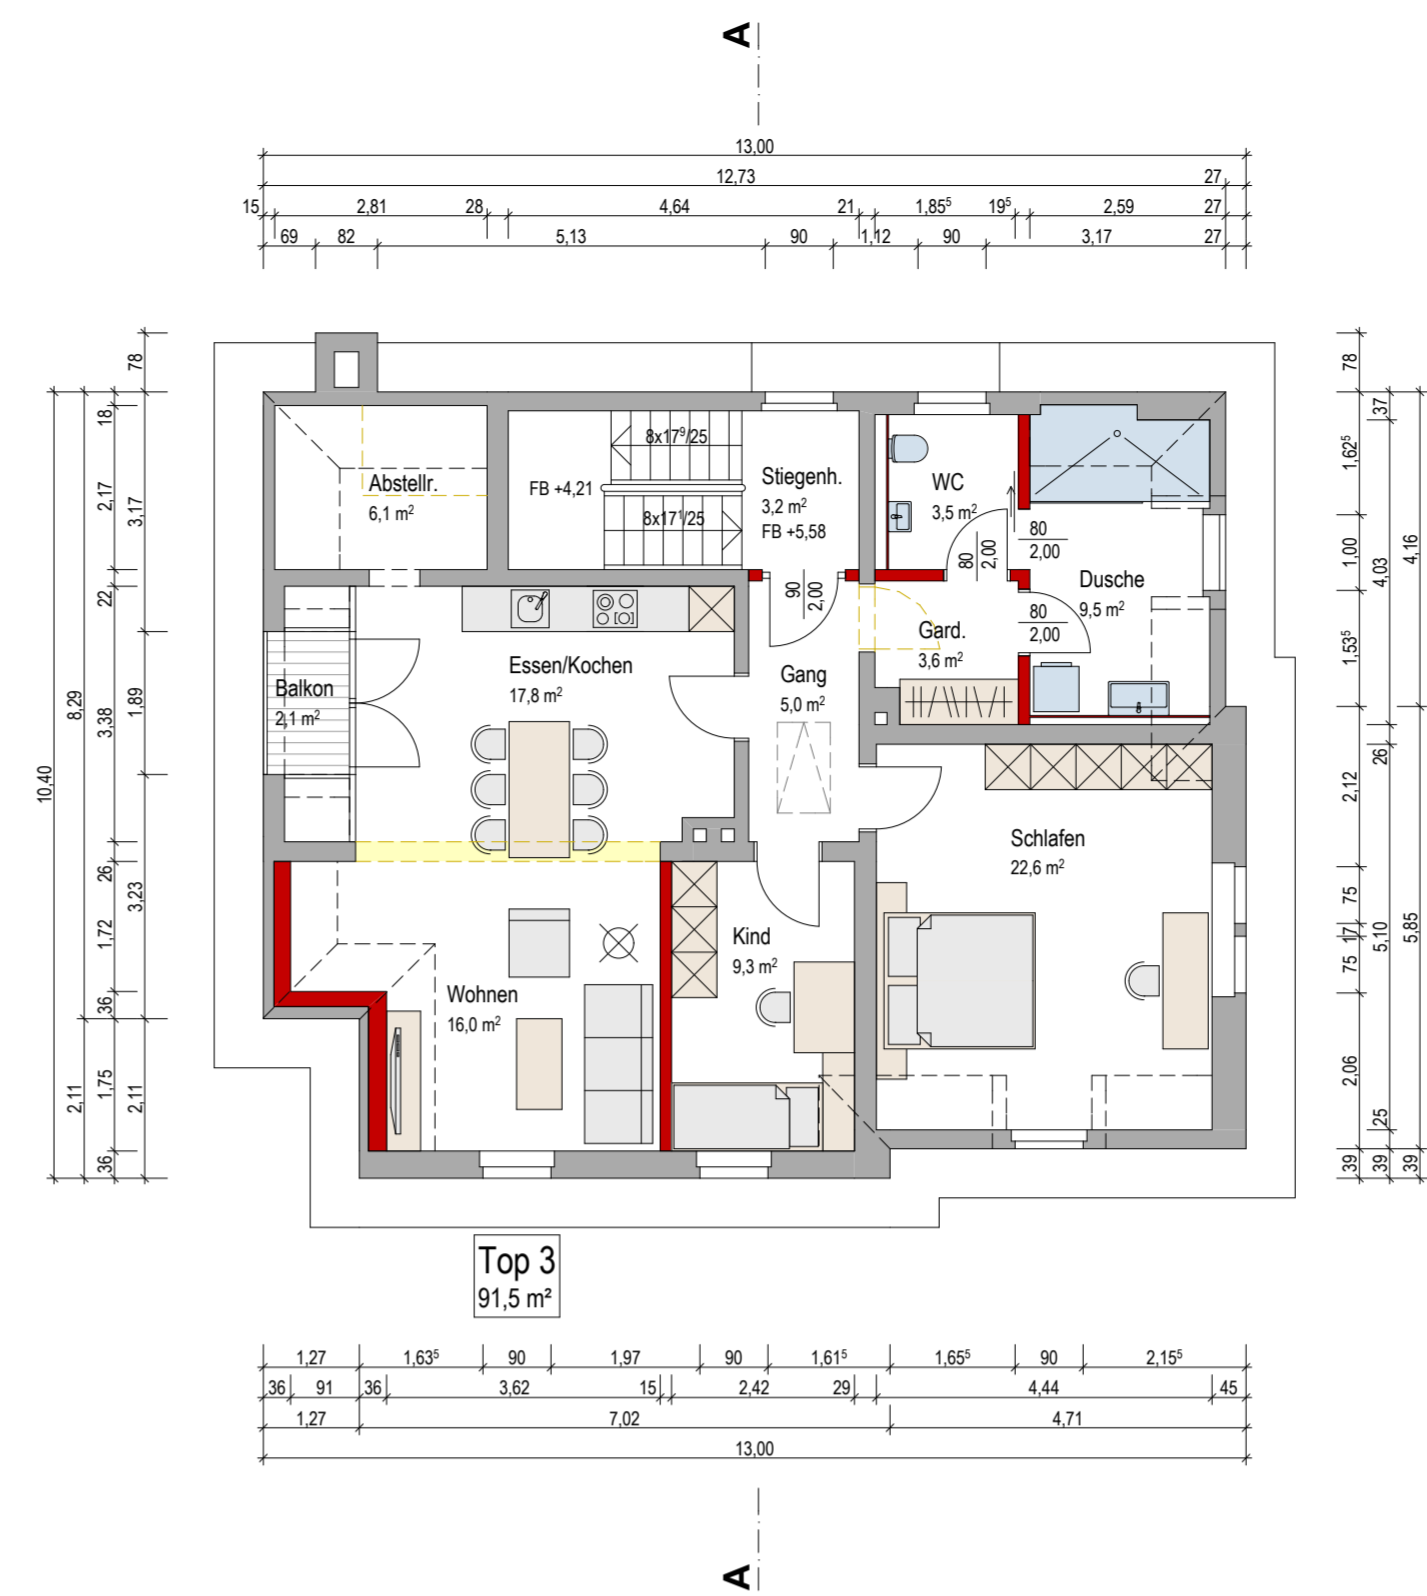 A
13,00
12,73 27
15 2,81 28 4,64 21 1,85⁵ 19⁵ 2,59 27
69 82 5,13 90 1,12 90 3,17 27
78
18
2,17
3,17
22
3,38
1,89
8,29
10,40
26
1,72
3,23
36
1,75
2,11
2,11
36
78
37
1,62⁵
4,16
1,00
4,03
1,53⁵
26
2,12
75
17
5,10
5,85
75
2,06
25
39
39
39
8x17⁹/25
FB +4,21
8x17¹/25
Abstellr.
6,1 m²
Stiegenh.
3,2 m²
FB +5,58
WC
3,5 m²
80
2,00
80
2,00
Dusche
9,5 m²
80
2,00
90
2,00
Gard.
3,6 m²
Essen/Kochen
17,8 m²
Gang
5,0 m²
Balkon
2,1 m²
Schlafen
22,6 m²
Kind
9,3 m²
Wohnen
16,0 m²
Top 3
91,5 m²
1,27 1,63⁵ 90 1,97 90 1,61⁵ 1,65⁵ 90 2,15⁵
36 91 36 3,62 15 2,42 29 4,44 45
1,27 7,02 4,71
13,00
A